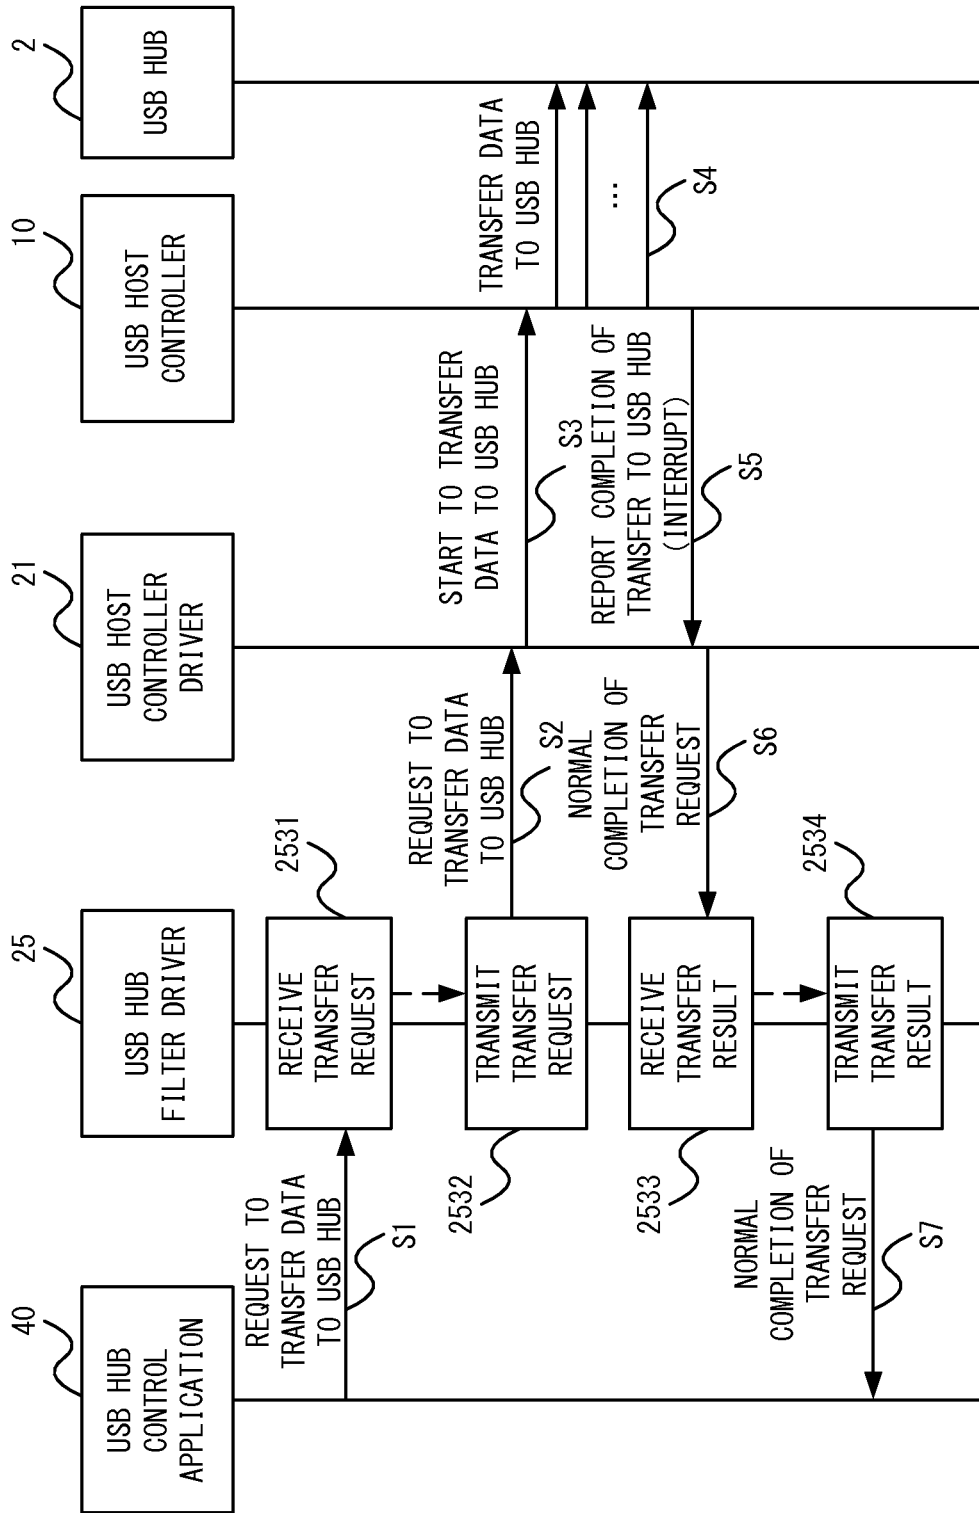 40
USB HUB
CONTROL
APPLICATION
25
USB HUB
FILTER DRIVER
21
USB HOST
CONTROLLER
DRIVER
10
USB HOST
CONTROLLER
2
USB HUB
REQUEST TO
TRANSFER DATA
TO USB HUB
S1
RECEIVE
TRANSFER
REQUEST
2531
TRANSMIT
TRANSFER
REQUEST
2532
REQUEST TO
TRANSFER DATA
TO USB HUB
S2
START TO TRANSFER
DATA TO USB HUB
S3
TRANSFER DATA
TO USB HUB
...
S4
REPORT COMPLETION OF
TRANSFER TO USB HUB
(INTERRUPT)
S5
NORMAL
COMPLETION OF
TRANSFER
REQUEST
S6
RECEIVE
TRANSFER
RESULT
2533
TRANSMIT
TRANSFER
RESULT
2534
NORMAL
COMPLETION OF
TRANSFER
REQUEST
S7